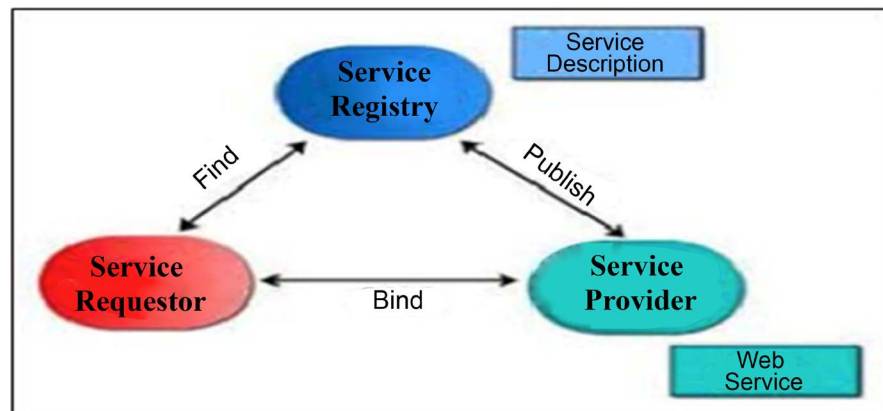 Service
Description
Service
Registry
Find
Publish
Service
Requestor
Bind
Service
Provider
Web
Service